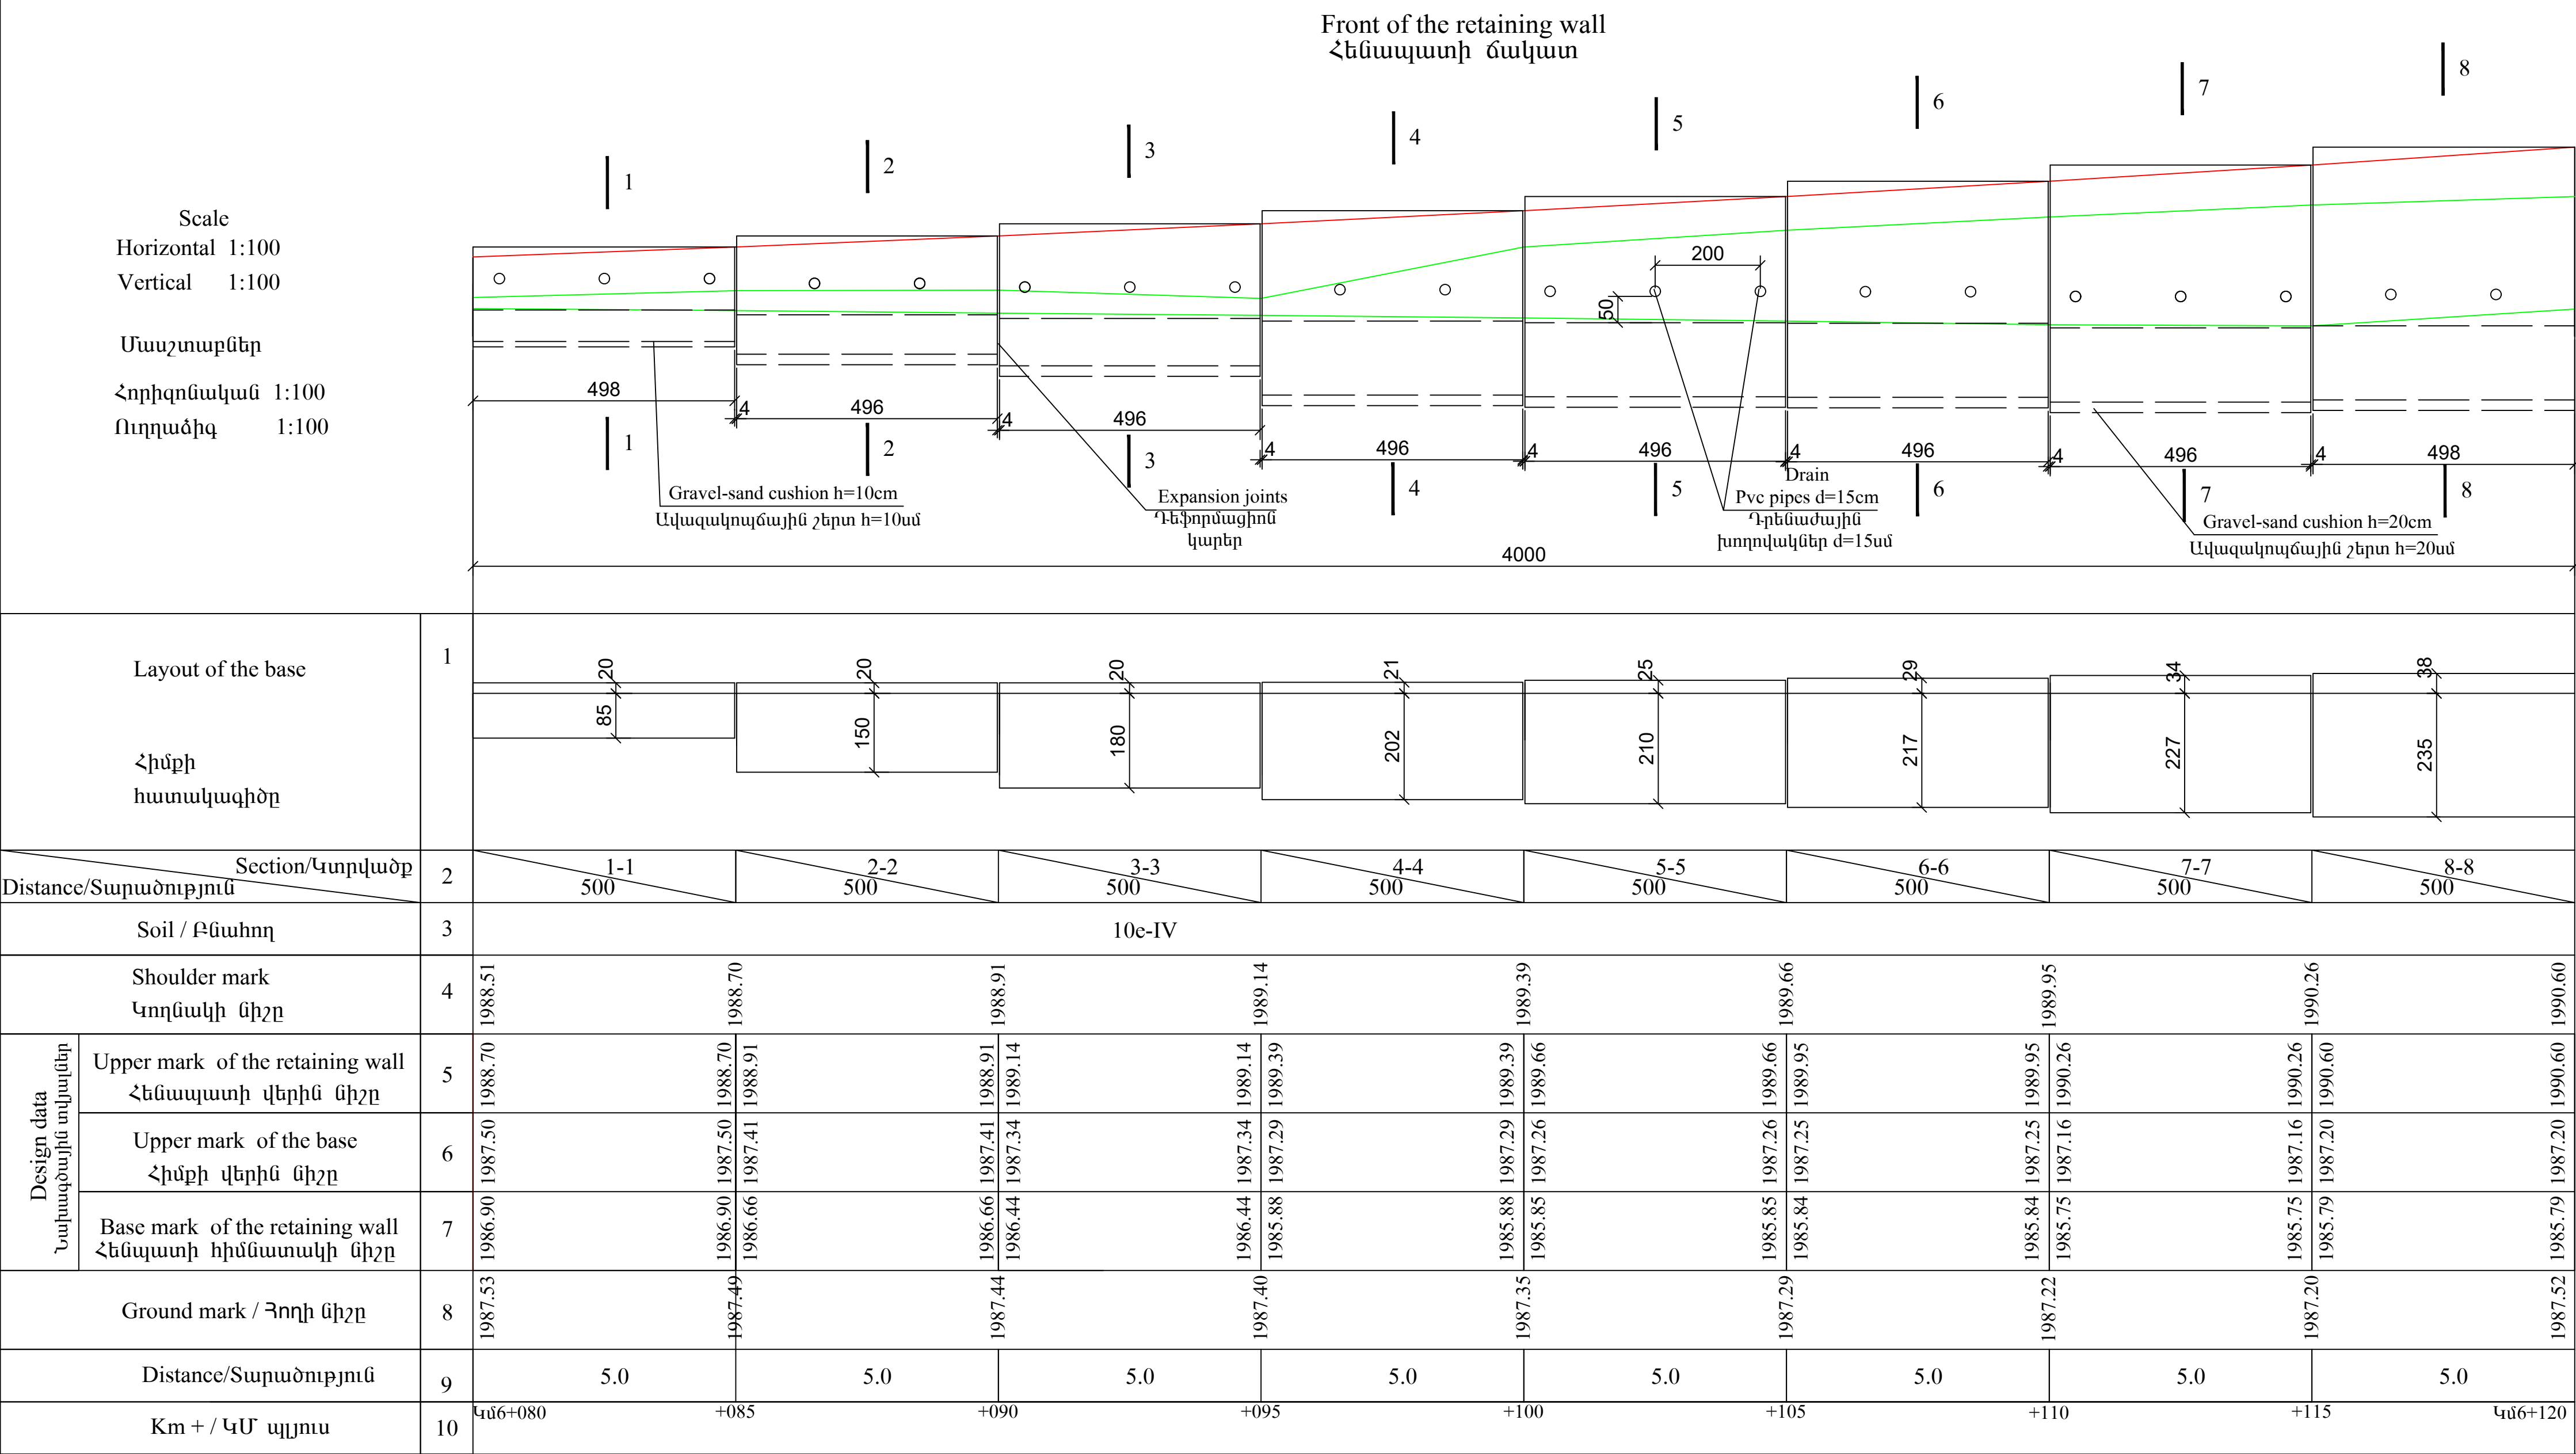 Front of the retaining wall
Հենապատի ճակատ
1 2 3 4 5 6 7 8
Scale
Horizontal 1:100
Vertical 1:100
Մասշտաբներ
Հորիզոնական 1:100
Ուղղաձիգ 1:100
200
50
498 4 496 4 496 4 496 4 496 4 496 4 496 4 498
1 2 3 4 5 6 7 8
Gravel-sand cushion h=10cm
Ավազակոպճային շերտ h=10սմ
Expansion joints
Դեֆորմացիոն
կարեր
Drain
Pvc pipes d=15cm
Դրենաժային
խողովակներ d=15սմ
Gravel-sand cushion h=20cm
Ավազակոպճային շերտ h=20սմ
4000
Layout of the base
Հիմքի
հատակագիծը
1
20 20 20 21 25 29 34 38
85 150 180 202 210 217 227 235
Section/Կտրվածք
Distance/Տարածություն
2
1-1 2-2 3-3 4-4 5-5 6-6 7-7 8-8
500 500 500 500 500 500 500 500
Soil / Բնահող 3 10e-IV
Shoulder mark
Կողնակի նիշը
4
1988.51 1988.70 1988.91 1989.14 1989.39 1989.66 1989.95 1990.26 1990.60
Design data
Նախագծային տվյալներ
Upper mark of the retaining wall
Հենապատի վերին նիշը
5
1988.70 1988.70 1988.91 1988.91 1989.14 1989.14 1989.39 1989.39 1989.66 1989.66 1989.95 1989.95 1990.26 1990.26 1990.60 1990.60
Upper mark of the base
Հիմքի վերին նիշը
6
1987.50 1987.50 1987.41 1987.41 1987.34 1987.34 1987.29 1987.29 1987.26 1987.26 1987.25 1987.25 1987.16 1987.16 1987.20 1987.20
Base mark of the retaining wall
Հենպատի հիմնատակի նիշը
7
1986.90 1986.90 1986.66 1986.66 1986.44 1986.44 1985.88 1985.88 1985.85 1985.85 1985.84 1985.84 1985.75 1985.75 1985.79 1985.79
Ground mark / Հողի նիշը 8
1987.53 1987.49 1987.44 1987.40 1987.35 1987.29 1987.22 1987.20 1987.52
Distance/Տարածություն 9
5.0 5.0 5.0 5.0 5.0 5.0 5.0 5.0
Km + / ԿՄ պլյուս 10
Կմ6+080 +085 +090 +095 +100 +105 +110 +115 Կմ6+120